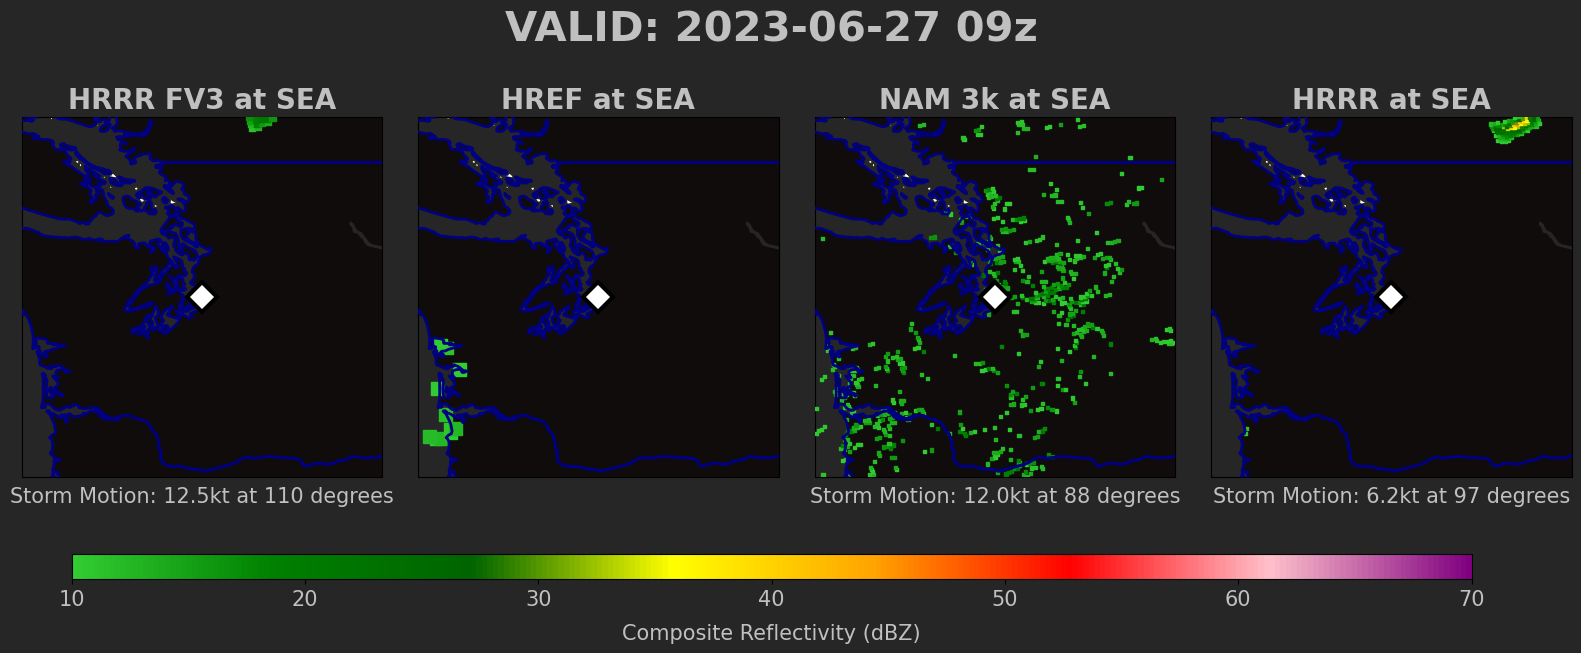 VALID: 2023-06-27 09z
HRRR FV3 at SEA
HREF at SEA
NAM 3k at SEA
HRRR at SEA
Storm Motion: 12.5kt at 110 degrees
Storm Motion: 12.0kt at 88 degrees
Storm Motion: 6.2kt at 97 degrees
10 20 30 40 50 60 70
Composite Reflectivity (dBZ)